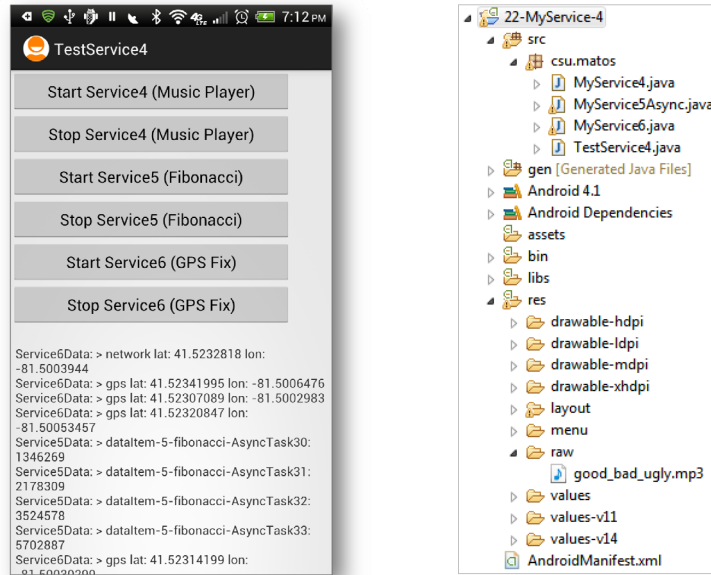 7:12 PM
TestService4
Start Service4 (Music Player)
Stop Service4 (Music Player)
Start Service5 (Fibonacci)
Stop Service5 (Fibonacci)
Start Service6 (GPS Fix)
Stop Service6 (GPS Fix)
Service6Data: > network lat: 41.5232818 lon:
-81.5003944
Service6Data: > gps lat: 41.52341995 lon: -81.5006476
Service6Data: > gps lat: 41.52307089 lon: -81.5002983
Service6Data: > gps lat: 41.52320847 lon:
-81.50053457
Service5Data: > dataItem-5-fibonacci-AsyncTask30:
1346269
Service5Data: > dataItem-5-fibonacci-AsyncTask31:
2178309
Service5Data: > dataItem-5-fibonacci-AsyncTask32:
3524578
Service5Data: > dataItem-5-fibonacci-AsyncTask33:
5702887
Service6Data: > gps lat: 41.52314199 lon:
22-MyService-4
src
csu.matos
MyService4.java
MyService5Async.java
MyService6.java
TestService4.java
gen [Generated Java Files]
Android 4.1
Android Dependencies
assets
bin
libs
res
drawable-hdpi
drawable-ldpi
drawable-mdpi
drawable-xhdpi
layout
menu
raw
good_bad_ugly.mp3
values
values-v11
values-v14
AndroidManifest.xml